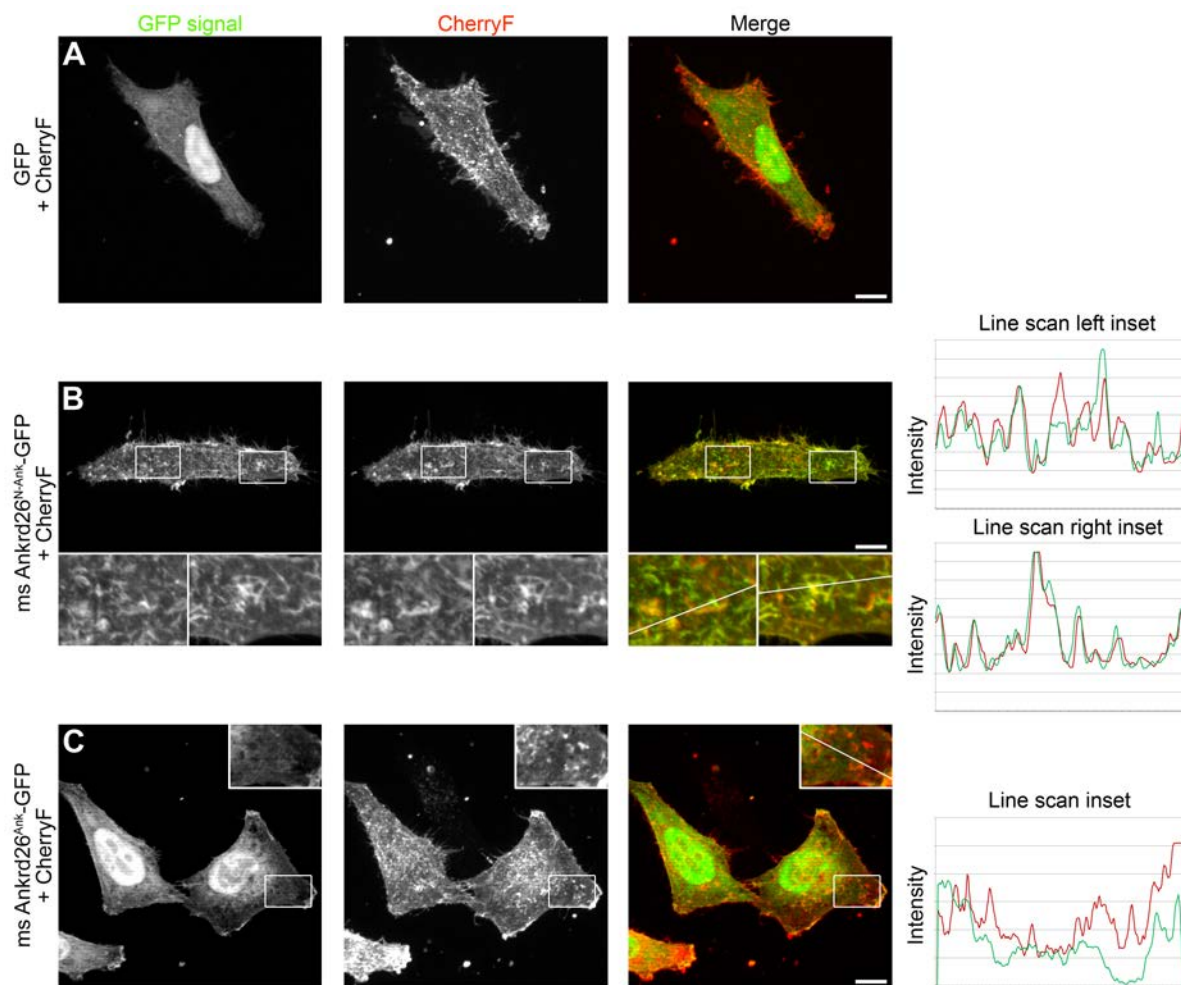 GFP signal
CherryF
Merge
A
GFP
+ CherryF
Line scan left inset
Intensity
B
ms Ankrd26N-Ank-GFP
+ CherryF
Line scan right inset
Intensity
C
ms Ankrd26Ank-GFP
+ CherryF
Line scan inset
Intensity